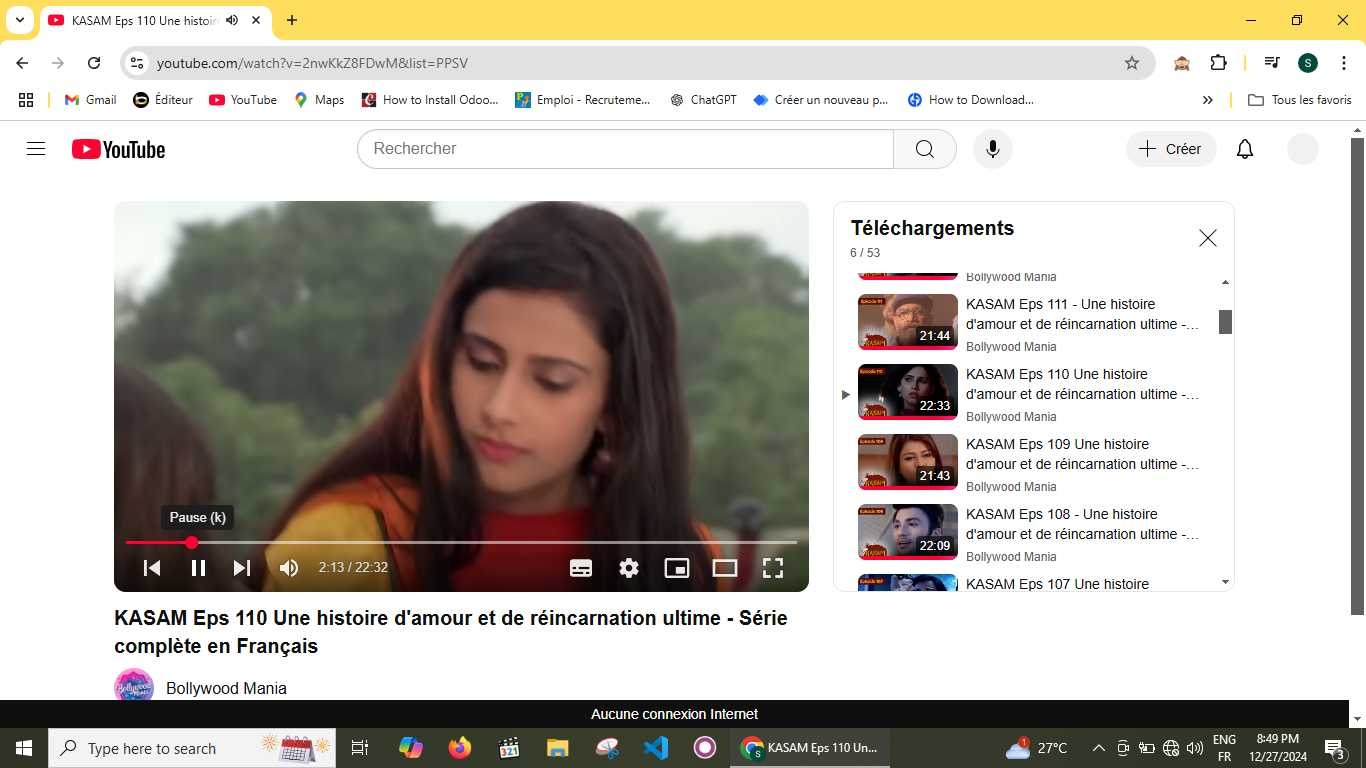 KASAM Eps 110 Une histoir
youtube.com/watch?v=2nwKkZ8FDwM&list=PPSV
S
Gmail
Éditeur
YouTube
Maps
How to Install Odoo...
Emploi - Recruteme...
ChatGPT
Créer un nouveau p...
How to Download...
Tous les favoris
YouTube
Rechercher
Créer
Téléchargements
6 / 53
Bollywood Mania
KASAM Eps 111 - Une histoire
d'amour et de réincarnation ultime -...
21:44
Bollywood Mania
KASAM Eps 110 Une histoire
d'amour et de réincarnation ultime -...
22:33
Bollywood Mania
KASAM Eps 109 Une histoire
d'amour et de réincarnation ultime -...
21:43
Bollywood Mania
KASAM Eps 108 - Une histoire
d'amour et de réincarnation ultime -...
22:09
Bollywood Mania
KASAM Eps 107 Une histoire
Pause (k)
2:13 / 22:32
KASAM Eps 110 Une histoire d'amour et de réincarnation ultime - Série
complète en Français
Bollywood Mania
Aucune connexion Internet
Type here to search
KASAM Eps 110 Un...
27°C
ENG
FR
8:49 PM
12/27/2024
3